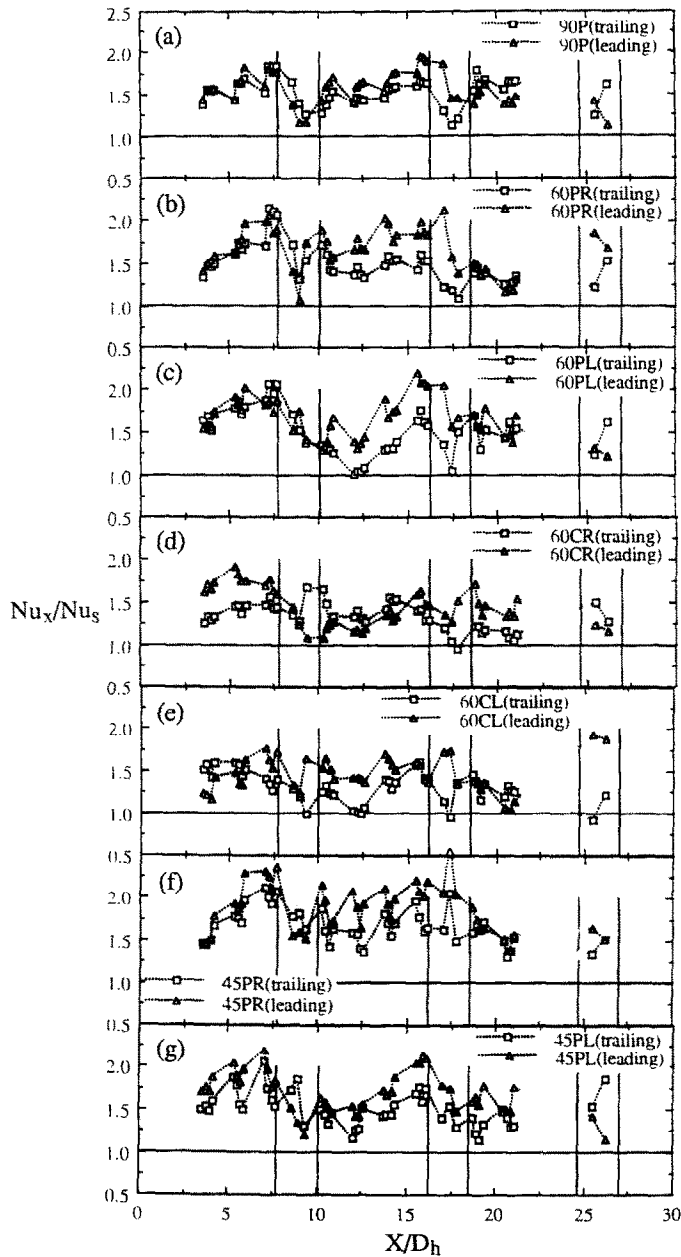 2.5
(a)
90P(trailing)
90P(leading)
2.0
1.5
1.0
0.5
(b)
60PR(trailing)
60PR(leading)
2.0
1.5
1.0
0.5
(c)
60PL(trailing)
60PL(leading)
2.0
1.5
1.0
0.5
(d)
60CR(trailing)
60CR(leading)
2.0
Nux/Nus
1.5
1.0
0.5
(e)
60CL(trailing)
60CL(leading)
2.0
1.5
1.0
0.5
(f)
2.0
1.5
1.0
45PR(trailing)
45PR(leading)
0.5
(g)
45PL(trailing)
45PL(leading)
2.0
1.5
1.0
0.5
0 5 10 15 20 25 30
X/Dh